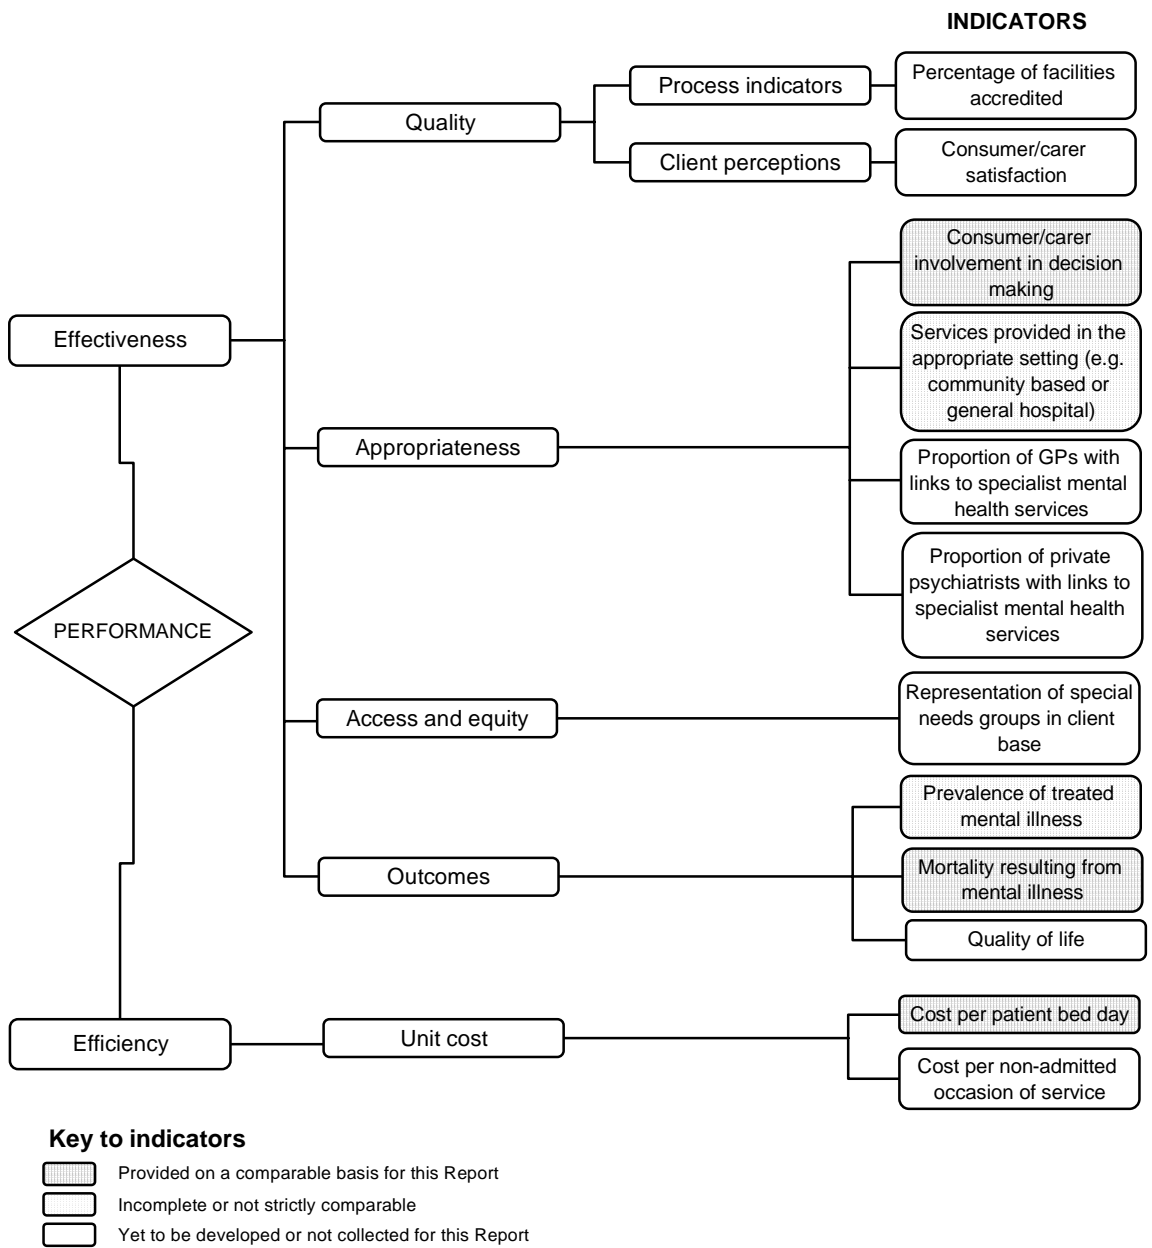 INDICATORS
Process indicators
Percentage of facilities
accredited
Quality
Client perceptions
Consumer/carer
satisfaction
Consumer/carer
involvement in decision
making
Effectiveness
Services provided in the
appropriate setting (e.g.
community based or
general hospital)
Appropriateness
Proportion of GPs with
links to specialist mental
health services
Proportion of private
psychiatrists with links to
specialist mental health
services
PERFORMANCE
Access and equity
Representation of special
needs groups in client
base
Prevalence of treated
mental illness
Outcomes
Mortality resulting from
mental illness
Quality of life
Efficiency
Unit cost
Cost per patient bed day
Cost per non-admitted
occasion of service
Key to indicators
Provided on a comparable basis for this Report
Incomplete or not strictly comparable
Yet to be developed or not collected for this Report